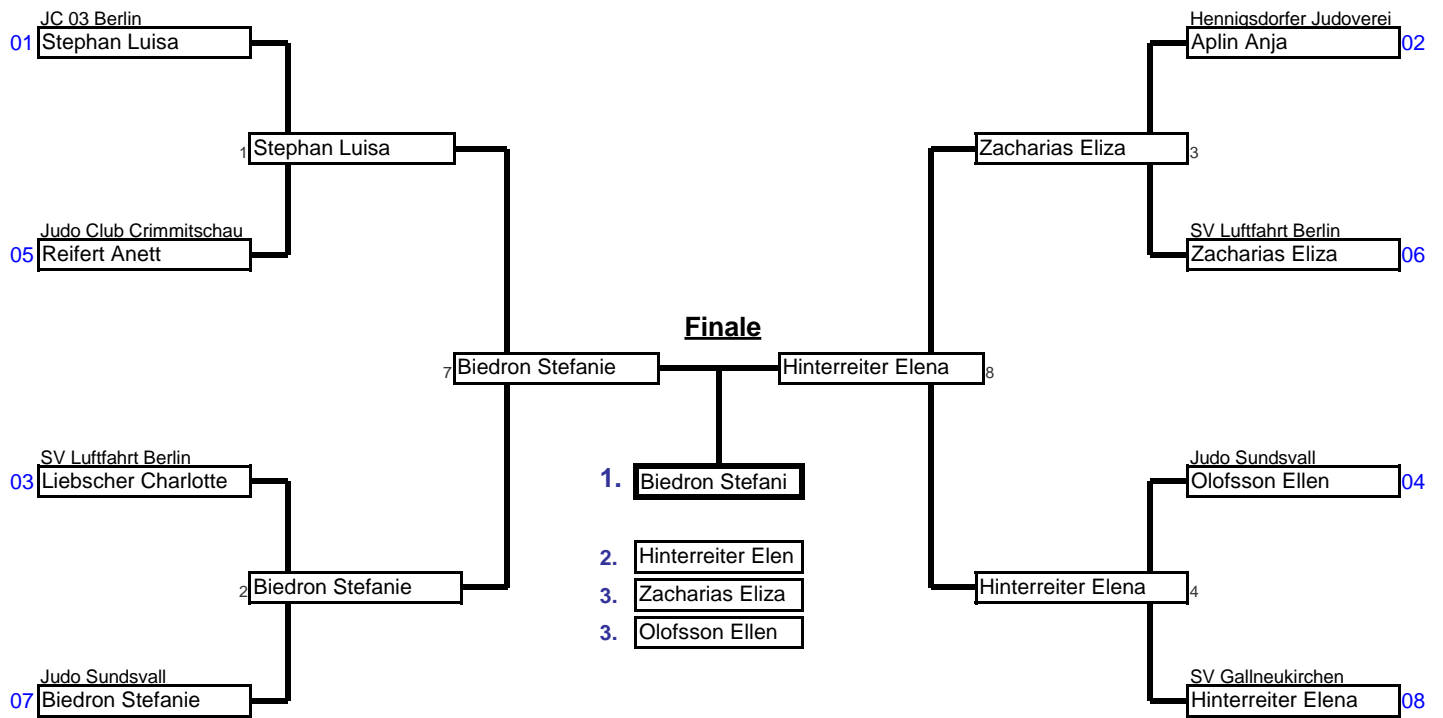 JC 03 Berlin
01 Stephan Luisa
Hennigsdorfer Judoverei
Aplin Anja 02
1 Stephan Luisa
Zacharias Eliza 3
Judo Club Crimmitschau
05 Reifert Anett
SV Luftfahrt Berlin
Zacharias Eliza 06
Finale
7 Biedron Stefanie
Hinterreiter Elena 8
SV Luftfahrt Berlin
03 Liebscher Charlotte
1. Biedron Stefani
Judo Sundsvall
Olofsson Ellen 04
2. Hinterreiter Elen
3. Zacharias Eliza
3. Olofsson Ellen
2 Biedron Stefanie
Hinterreiter Elena 4
Judo Sundsvall
07 Biedron Stefanie
SV Gallneukirchen
Hinterreiter Elena 08